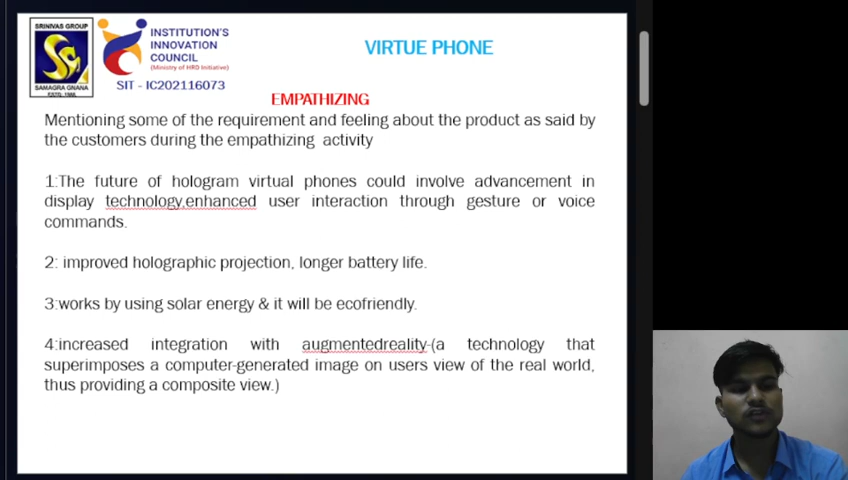 SRINIVAS GROUP
SAMAGRA GNANA
INSTITUTION'S
INNOVATION
COUNCIL
(Ministry of HRD Initiative)
SIT - IC202116073
VIRTUE PHONE
EMPATHIZING
Mentioning some of the requirement and feeling about the product as said by
the customers during the empathizing activity
1:The future of hologram virtual phones could involve advancement in
display technology,enhanced user interaction through gesture or voice
commands.
2: improved holographic projection, longer battery life.
3:works by using solar energy & it will be ecofriendly.
4:increased integration with augmentedreality-(a technology that
superimposes a computer-generated image on users view of the real world,
thus providing a composite view.)